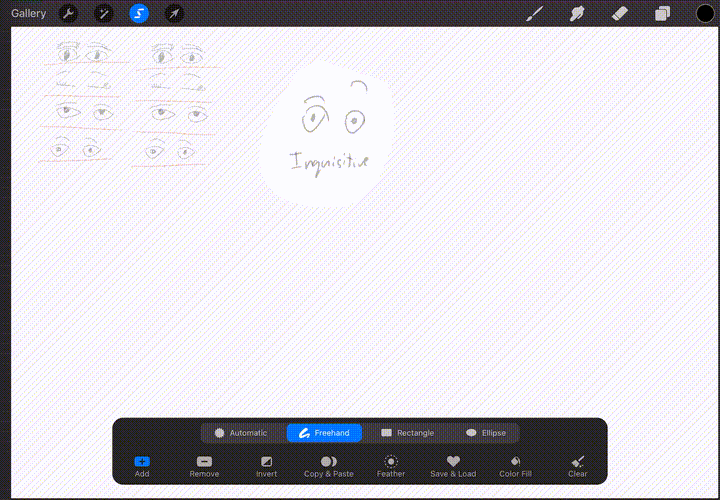 Gallery
Inquisitive
Automatic Freehand Rectangle Ellipse
Add Remove Invert Copy & Paste Feather Save & Load Color Fill Clear